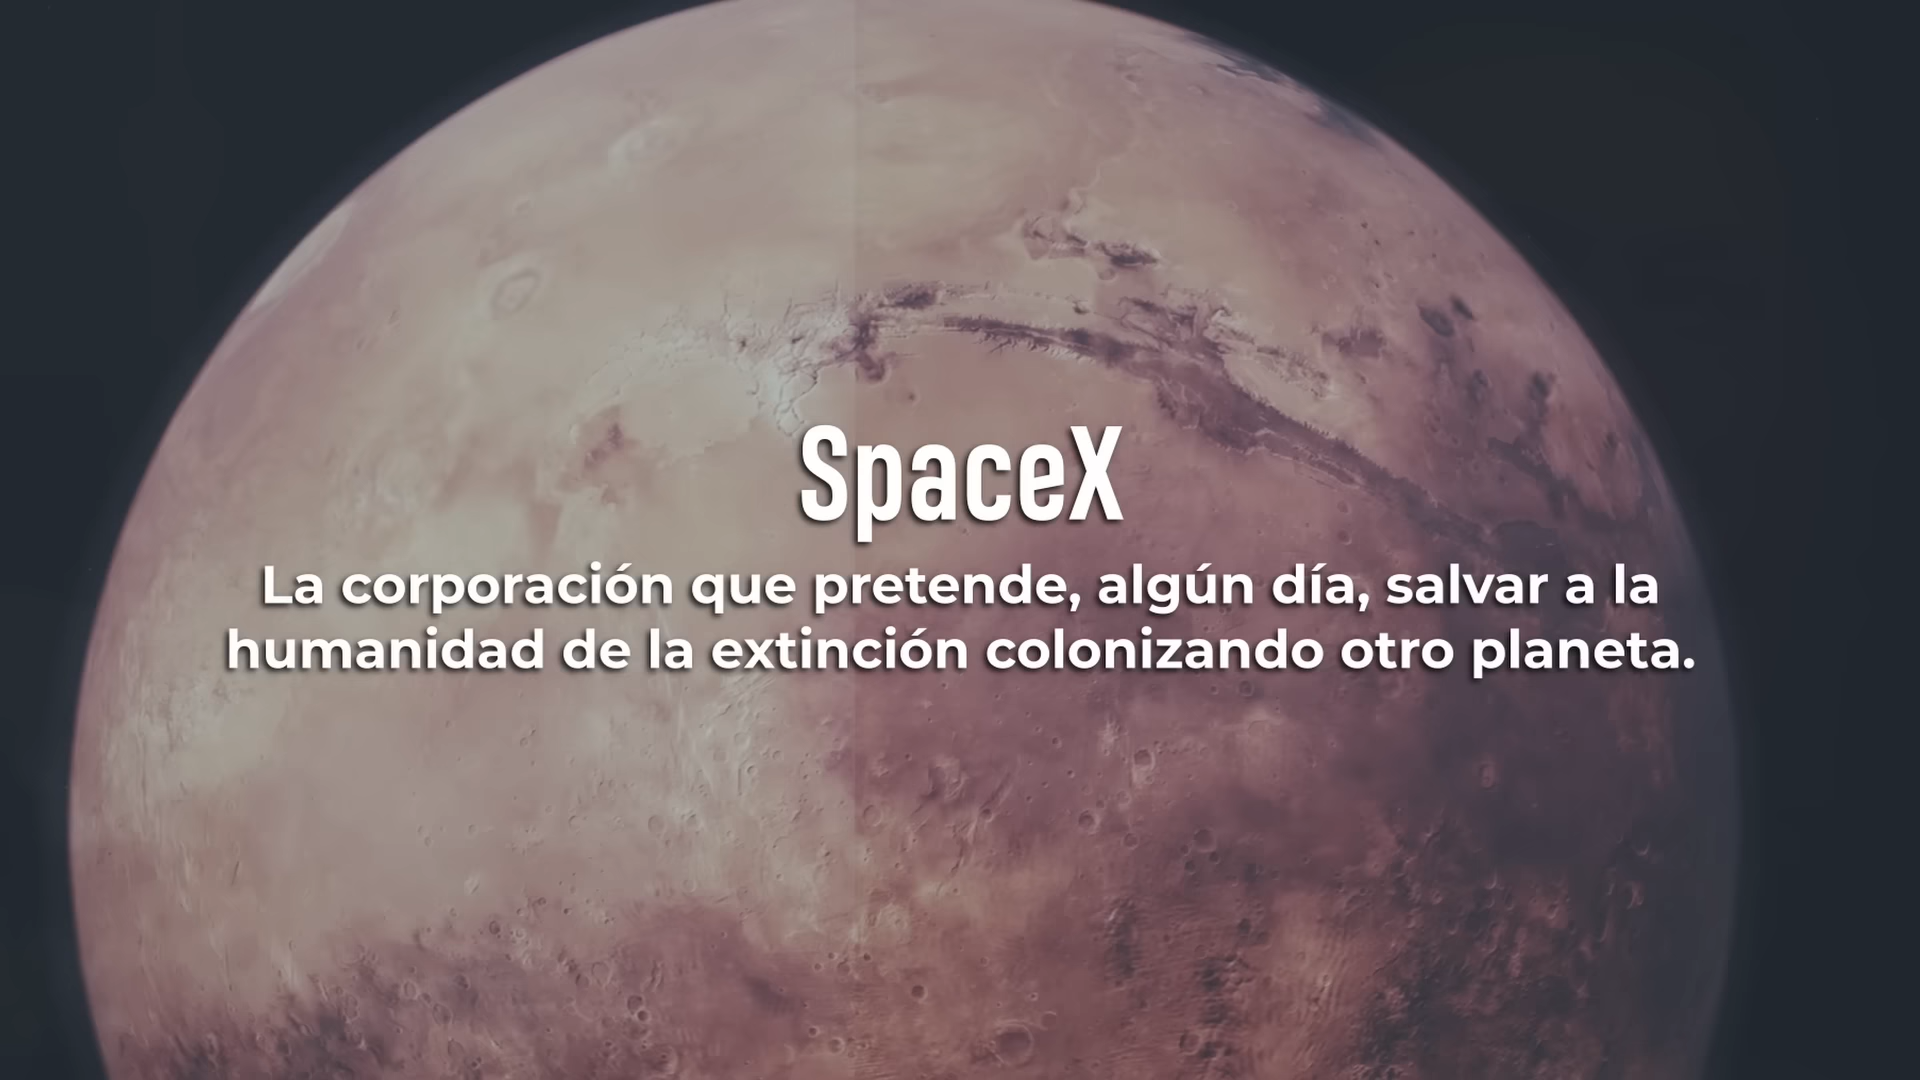 SpaceX
La corporación que pretende, algún día, salvar a la
humanidad de la extinción colonizando otro planeta.